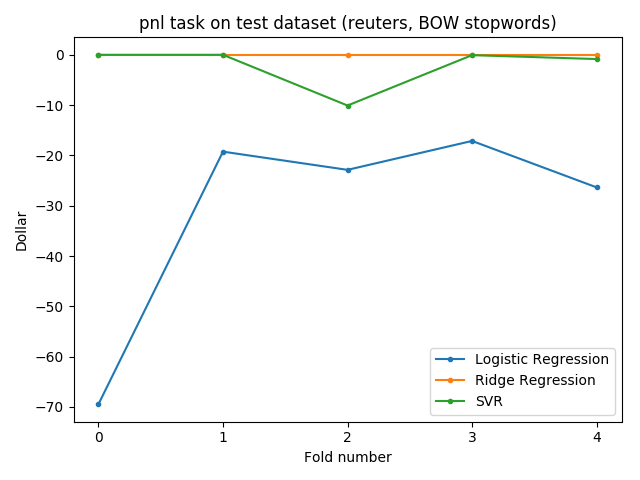 pnl task on test dataset (reuters, BOW stopwords)
0
−10
−20
−30
−40
−50
−60
−70
Dollar
0 1 2 3 4
Fold number
Logistic Regression
Ridge Regression
SVR